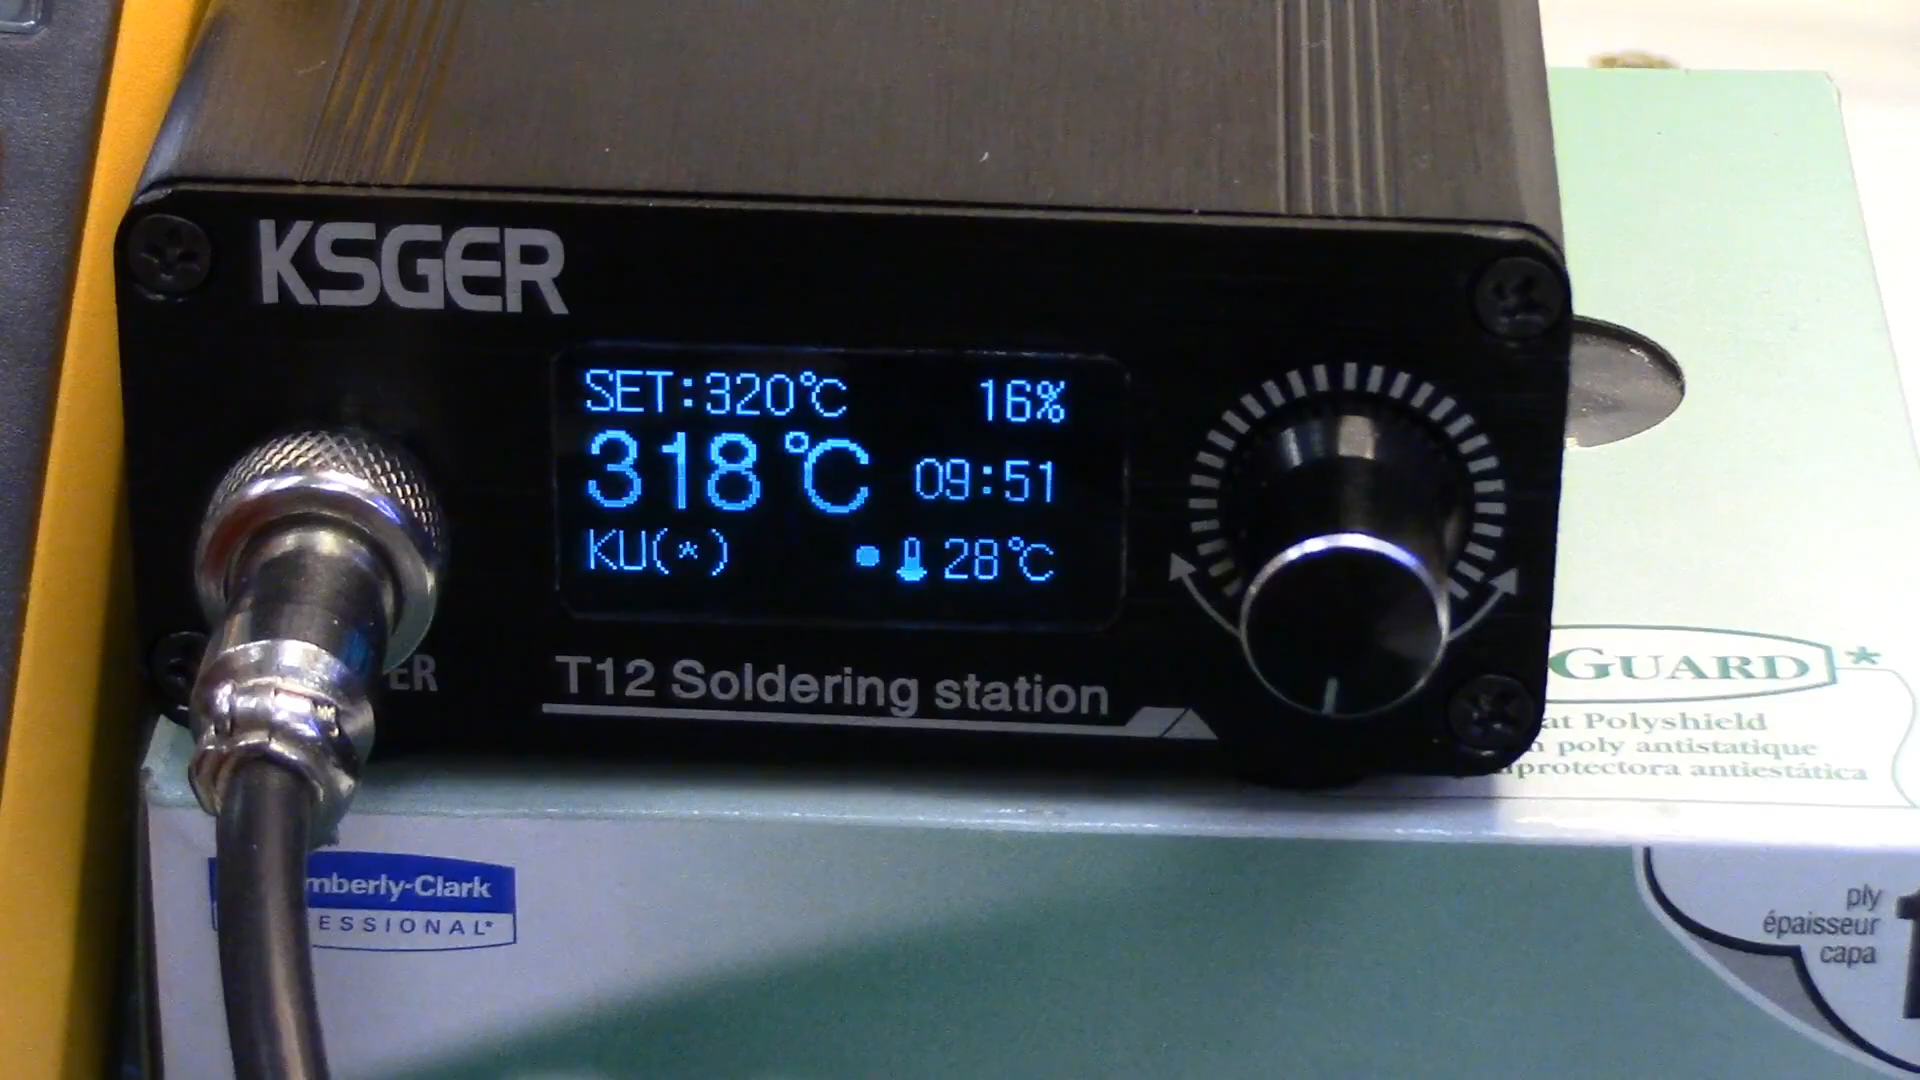 KSGER
SET:320℃ 16%
318℃ 09:51
KU(*) 28℃
ER
T12 Soldering station
GUARD*
at Polyshield
poly antistatique
antiestática
mberly-Clark
ESSIONAL*
ply
épaisseur
capa